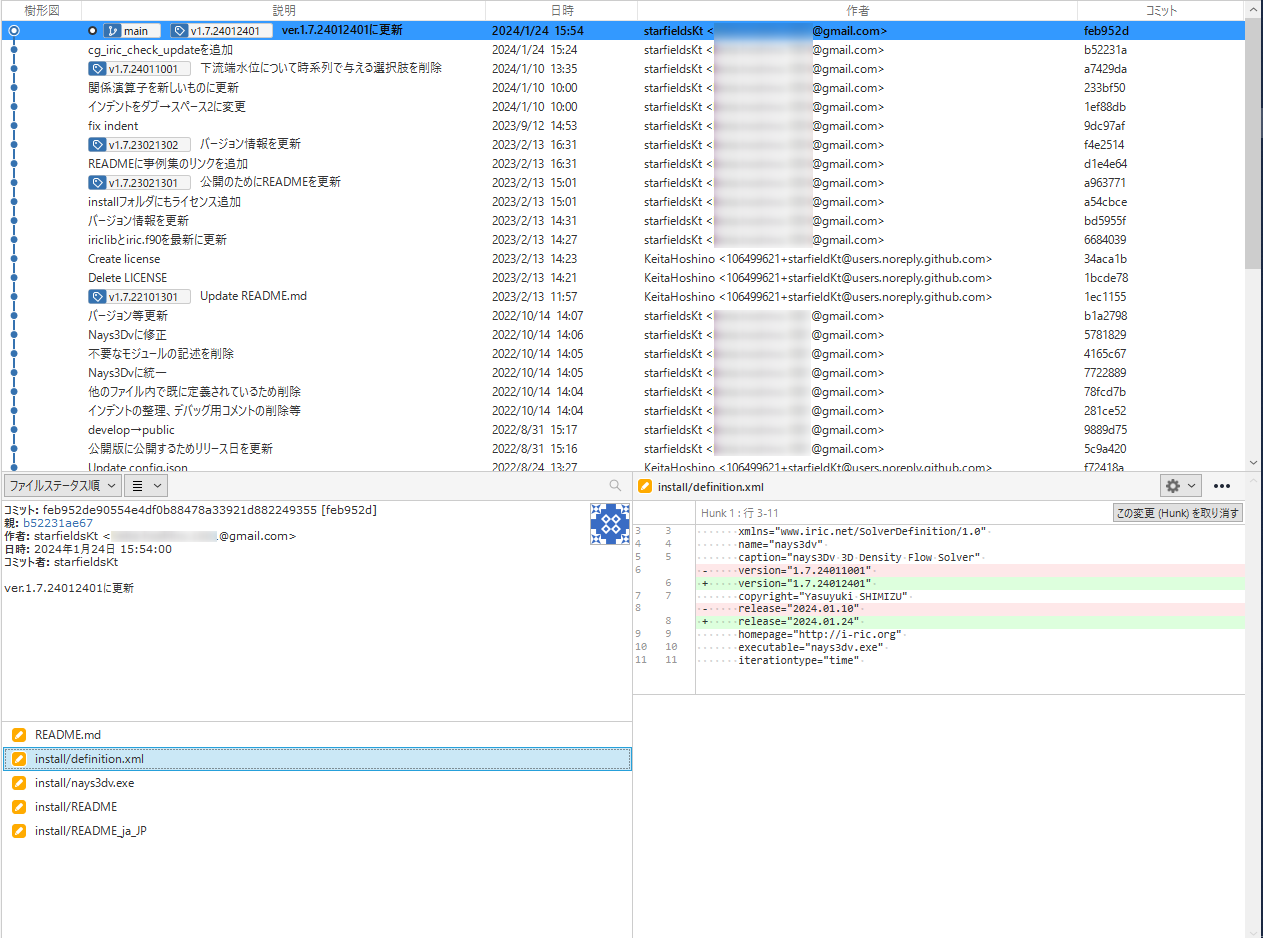 樹形図 説明 日時 作者 コミット
main v1.7.24012401 ver.1.7.24012401に更新 2024/1/24 15:54 starfieldsKt < @gmail.com> feb952d
cg_iric_check_updateを追加 2024/1/24 15:24 starfieldsKt < @gmail.com> b52231a
v1.7.24011001 下流端水位について時系列で与える選択肢を削除 2024/1/10 13:35 starfieldsKt < @gmail.com> a7429da
関係演算子を新しいものに更新 2024/1/10 10:00 starfieldsKt < @gmail.com> 233bf50
インデントをタブ→スペース2に変更 2024/1/10 10:00 starfieldsKt < @gmail.com> 1ef88db
fix indent 2023/9/12 14:53 starfieldsKt < @gmail.com> 9dc97af
v1.7.23021302 バージョン情報を更新 2023/2/13 16:31 starfieldsKt < @gmail.com> f4e2514
READMEに事例集のリンクを追加 2023/2/13 16:31 starfieldsKt < @gmail.com> d1e4e64
v1.7.23021301 公開のためにREADMEを更新 2023/2/13 15:01 starfieldsKt < @gmail.com> a963771
installフォルダにもライセンス追加 2023/2/13 15:01 starfieldsKt < @gmail.com> a54cbce
バージョン情報を更新 2023/2/13 14:31 starfieldsKt < @gmail.com> bd5955f
iriclibとiric.f90を最新に更新 2023/2/13 14:27 starfieldsKt < @gmail.com> 6684039
Create license 2023/2/13 14:23 KeitaHoshino <106499621+starfieldKt@users.noreply.github.com> 34aca1b
Delete LICENSE 2023/2/13 14:21 KeitaHoshino <106499621+starfieldKt@users.noreply.github.com> 1bcde78
v1.7.22101301 Update README.md 2023/2/13 11:57 KeitaHoshino <106499621+starfieldKt@users.noreply.github.com> 1ec1155
バージョン等更新 2022/10/14 14:07 starfieldsKt < @gmail.com> b1a2798
Nays3Dvに修正 2022/10/14 14:06 starfieldsKt < @gmail.com> 5781829
不要なモジュールの記述を削除 2022/10/14 14:05 starfieldsKt < @gmail.com> 4165c67
Nays3Dvに統一 2022/10/14 14:05 starfieldsKt < @gmail.com> 7722889
他のファイル内で既に定義されているため削除 2022/10/14 14:04 starfieldsKt < @gmail.com> 78fcd7b
インデントの整理、デバッグ用コメントの削除等 2022/10/14 14:04 starfieldsKt < @gmail.com> 281ce52
develop→public 2022/8/31 15:17 starfieldsKt < @gmail.com> 9889d75
公開版に公開するためリリース日を更新 2022/8/31 15:16 starfieldsKt < @gmail.com> 5c9a420
Update config.json 2022/8/24 13:27 KeitaHoshino <106499621+starfieldKt@users.noreply.github.com> f72418a
ファイルステータス順
コミット: feb952de90554e4df0b88478a33921d882249355 [feb952d]
親: b52231ae67
作者: starfieldsKt < @gmail.com>
日時: 2024年1月24日 15:54:00
コミット者: starfieldsKt
ver.1.7.24012401に更新
README.md
install/definition.xml
install/nays3dv.exe
install/README
install/README_ja_JP
install/definition.xml
Hunk 1 : 行 3-11 この変更 (Hunk) を取り消す
3 3 xmlns="www.iric.net/SolverDefinition/1.0"
4 4 name="nays3dv"
5 5 caption="nays3Dv 3D Density Flow Solver"
6 - version="1.7.24011001"
6 + version="1.7.24012401"
7 7 copyright="Yasuyuki SHIMIZU"
8 - release="2024.01.10"
8 + release="2024.01.24"
9 9 homepage="http://i-ric.org"
10 10 executable="nays3dv.exe"
11 11 iterationtype="time"